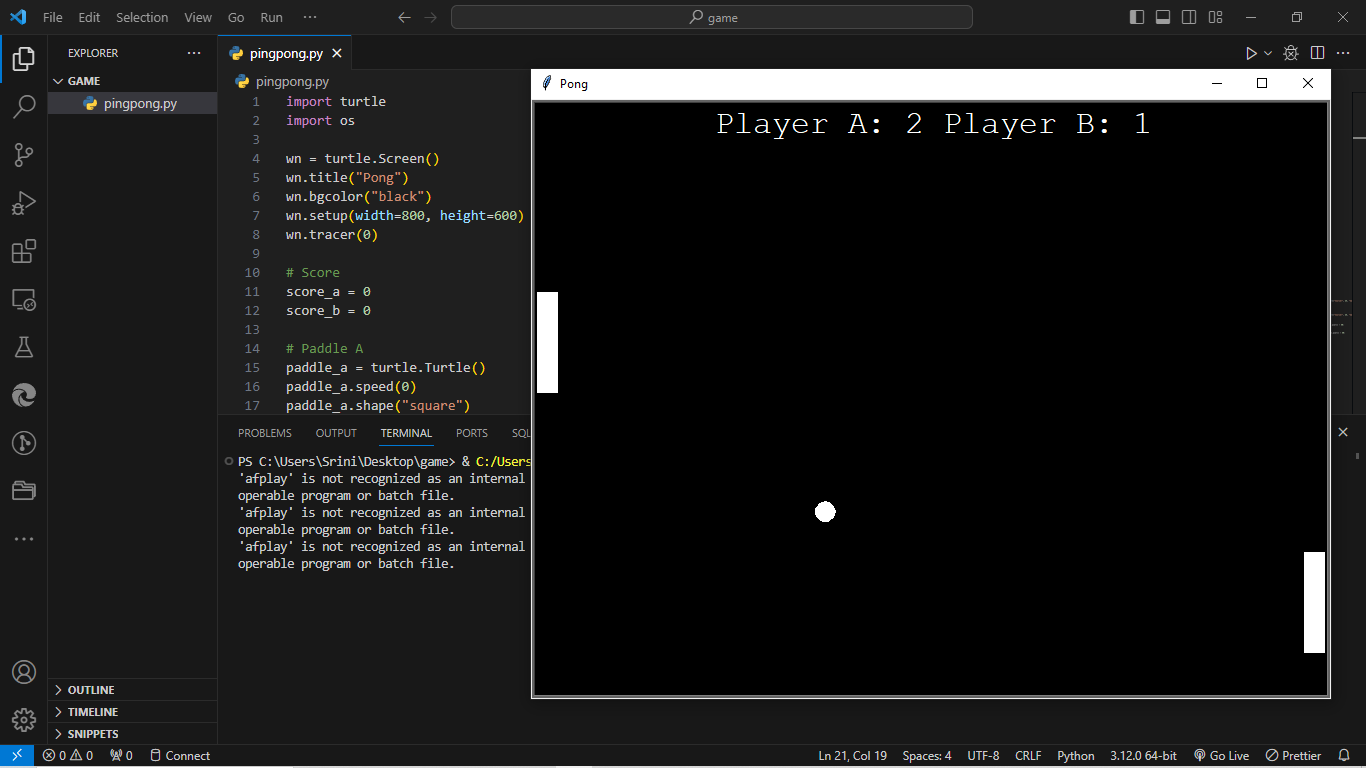 File Edit Selection View Go Run ··· game
EXPLORER ···
GAME
pingpong.py
OUTLINE
TIMELINE
SNIPPETS
pingpong.py
pingpong.py
1 import turtle
2 import os
3
4 wn = turtle.Screen()
5 wn.title("Pong")
6 wn.bgcolor("black")
7 wn.setup(width=800, height=600)
8 wn.tracer(0)
9
10 # Score
11 score_a = 0
12 score_b = 0
13
14 # Paddle A
15 paddle_a = turtle.Turtle()
16 paddle_a.speed(0)
17 paddle_a.shape("square")
PROBLEMS OUTPUT TERMINAL PORTS SQL
PS C:\Users\Srini\Desktop\game> & C:/Users
'afplay' is not recognized as an internal
operable program or batch file.
'afplay' is not recognized as an internal
operable program or batch file.
'afplay' is not recognized as an internal
operable program or batch file.
Pong
Player A: 2 Player B: 1
0 0 0 Connect Ln 21, Col 19 Spaces: 4 UTF-8 CRLF Python 3.12.0 64-bit Go Live Prettier